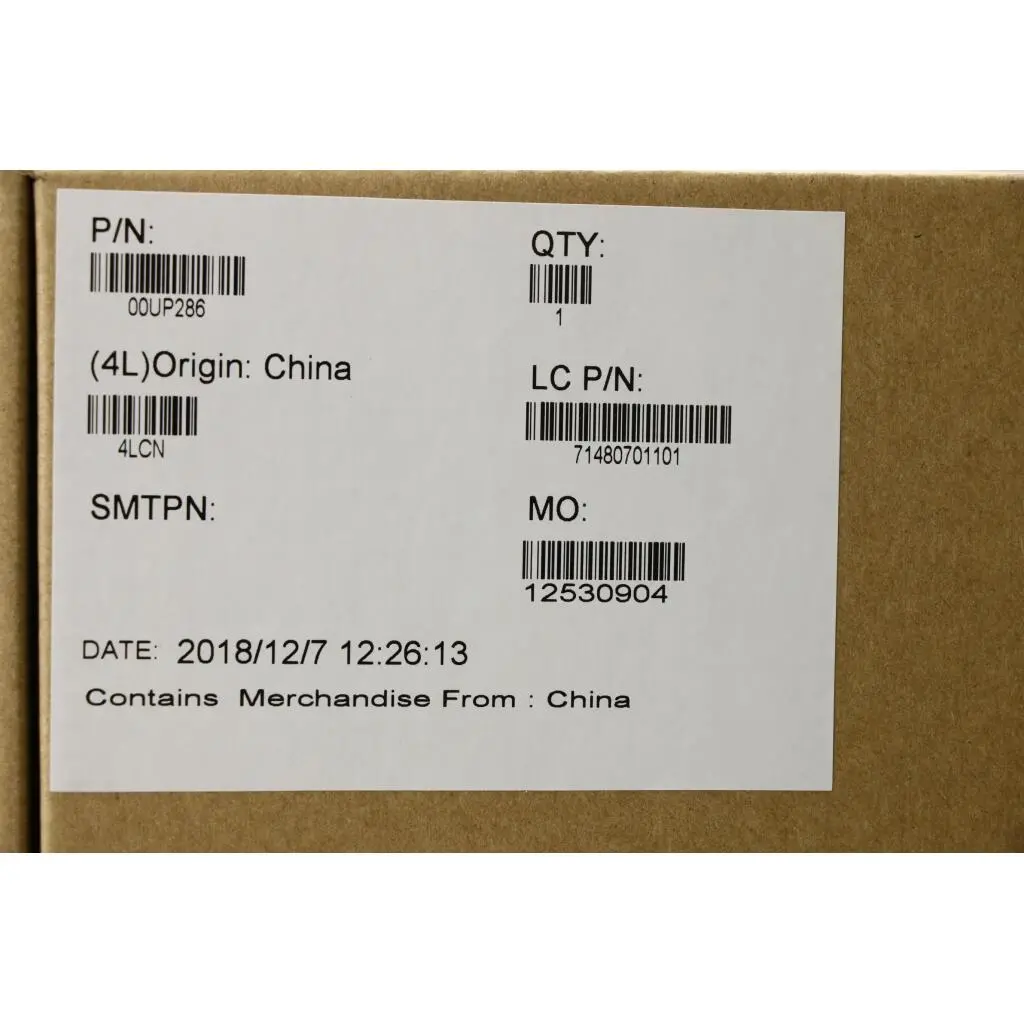 P/N:
00UP286
QTY:
1
(4L)Origin: China
4LCN
LC P/N:
71480701101
SMTPN:
MO:
12530904
DATE: 2018/12/7 12:26:13
Contains Merchandise From : China